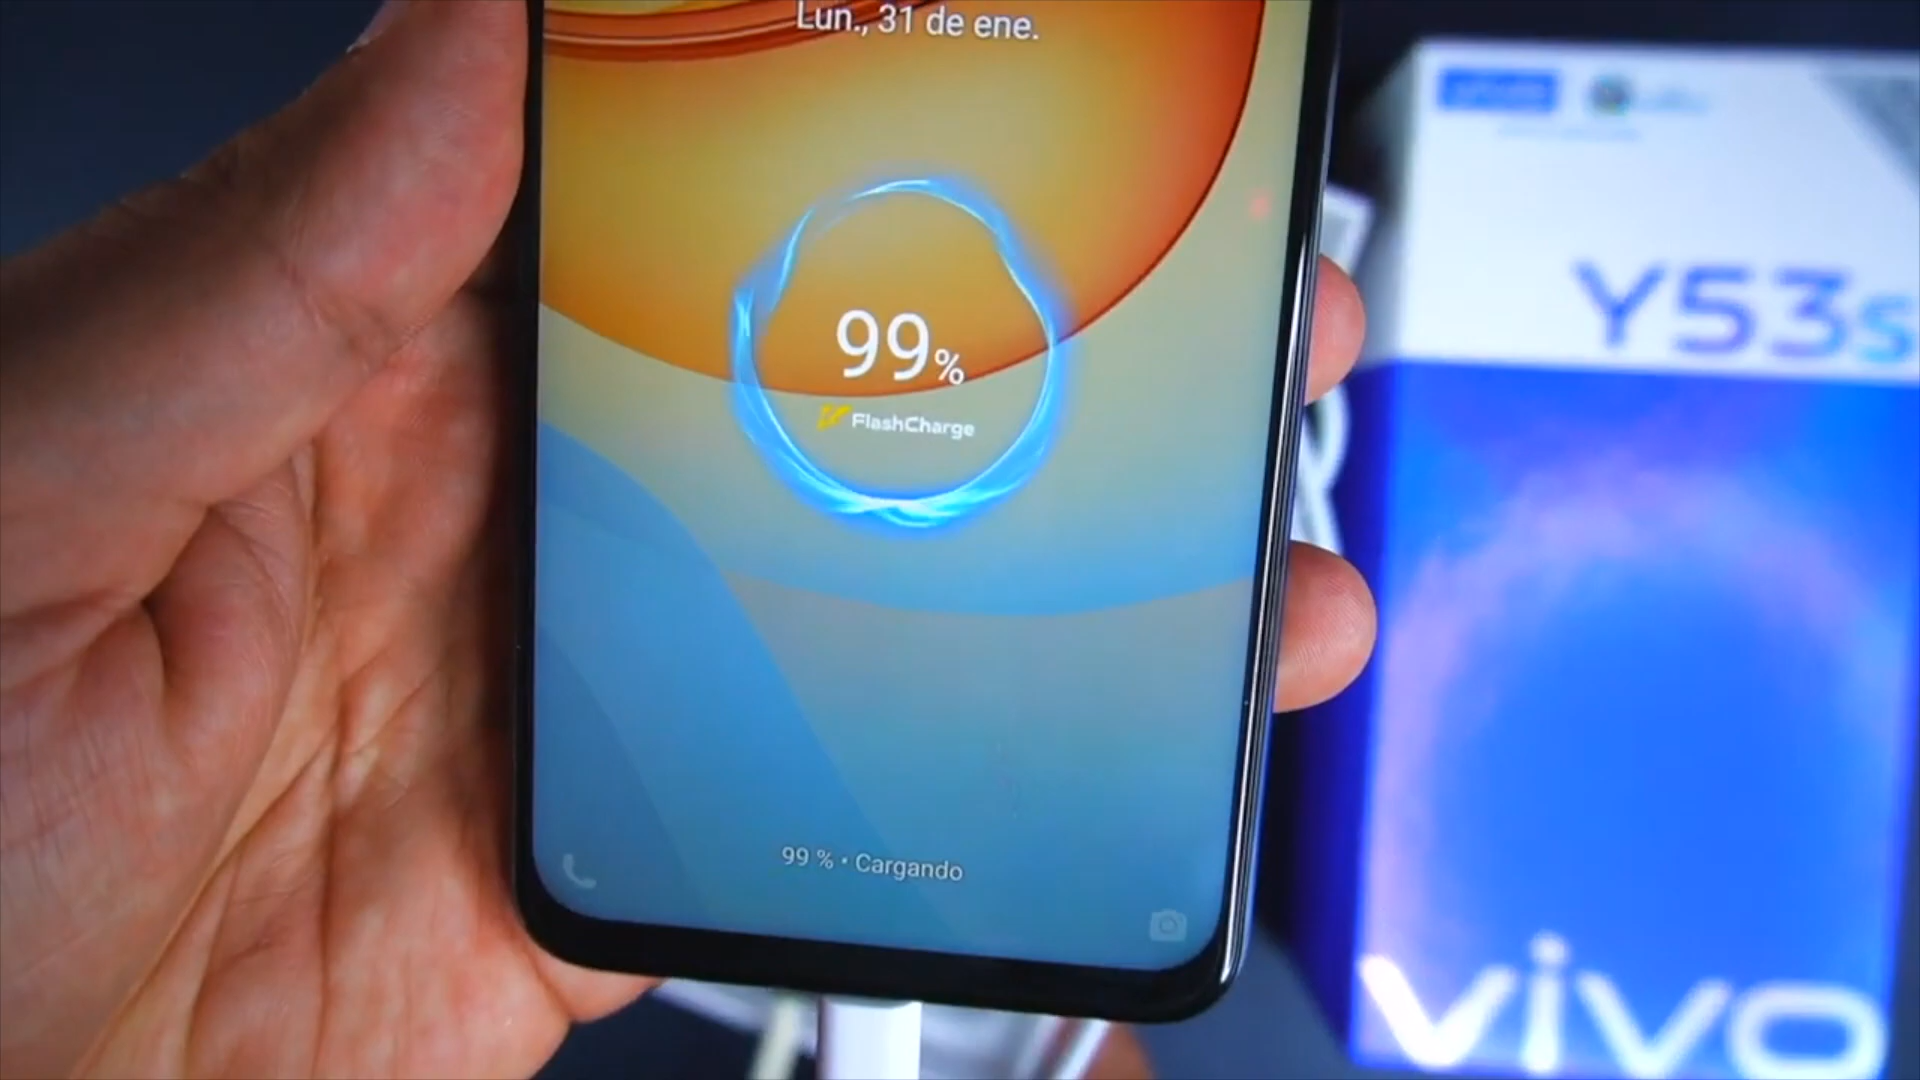 Lun., 31 de ene.
99%
FlashCharge
99 % • Cargando
Y53s
vivo